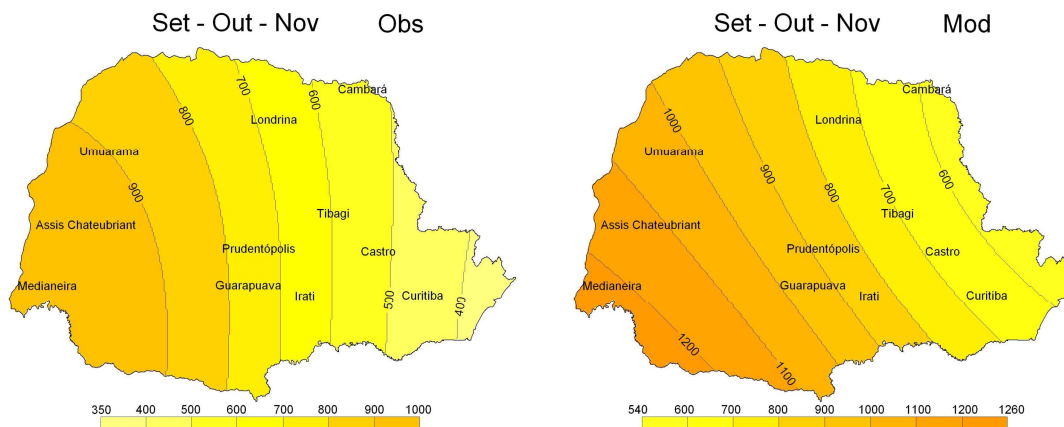 Set - Out - Nov Obs
Cambará
Londrina
Umuarama
Assis Chateubriant
Tibagi
Prudentópolis
Castro
Medianeira
Guarapuava
Irati
Curitiba
900
800
700
600
500
400
350 400 500 600 700 800 900 1000
Set - Out - Nov Mod
Cambará
Londrina
Umuarama
Assis Chateubriant
Tibagi
Prudentópolis
Castro
Medianeira
Guarapuava
Irati
Curitiba
1000
900
800
700
600
1200
1100
540 600 700 800 900 1000 1100 1200 1260